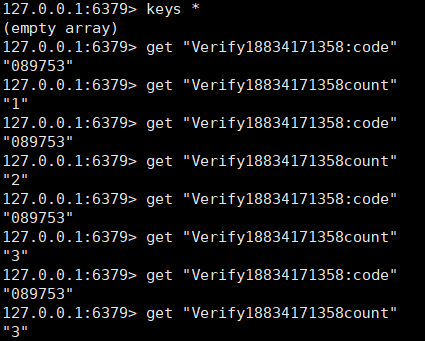 127.0.0.1:6379> keys *
(empty array)
127.0.0.1:6379> get "Verify18834171358:code"
"089753"
127.0.0.1:6379> get "Verify18834171358count"
"1"
127.0.0.1:6379> get "Verify18834171358:code"
"089753"
127.0.0.1:6379> get "Verify18834171358count"
"2"
127.0.0.1:6379> get "Verify18834171358:code"
"089753"
127.0.0.1:6379> get "Verify18834171358count"
"3"
127.0.0.1:6379> get "Verify18834171358:code"
"089753"
127.0.0.1:6379> get "Verify18834171358count"
"3"